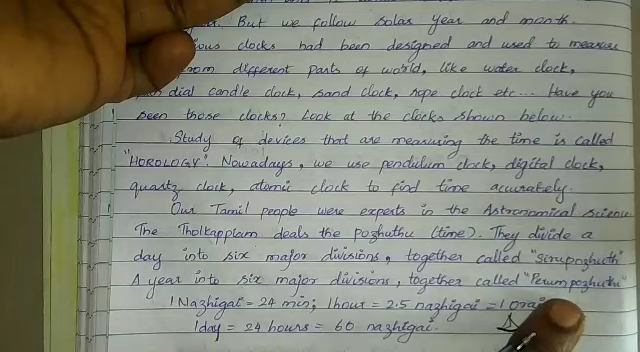 But we follow solar year and month.
clocks had been designed and used to measure
from different parts of world, like water clock,
dial candle clock, sand clock, rope clock etc... Have you
seen those clocks? Look at the clocks shown below.
Study of devices that are measuring the time is called
"HOROLOGY". Nowadays, we use pendulum clock, digital clock,
quartz clock, atomic clock to find time accurately.
Our Tamil people were experts in the Astronomical science
The Tholkappiam deals the pozhuthu (time). They divide a
day into six major divisions, together called "Sirupozhuth"
A year into six major divisions, together called "Perumpozhuthu"
1 Nazhigai = 24 min; 1 hour = 2.5 nazhigai = 1
1 day = 24 hours = 60 nazhigai.